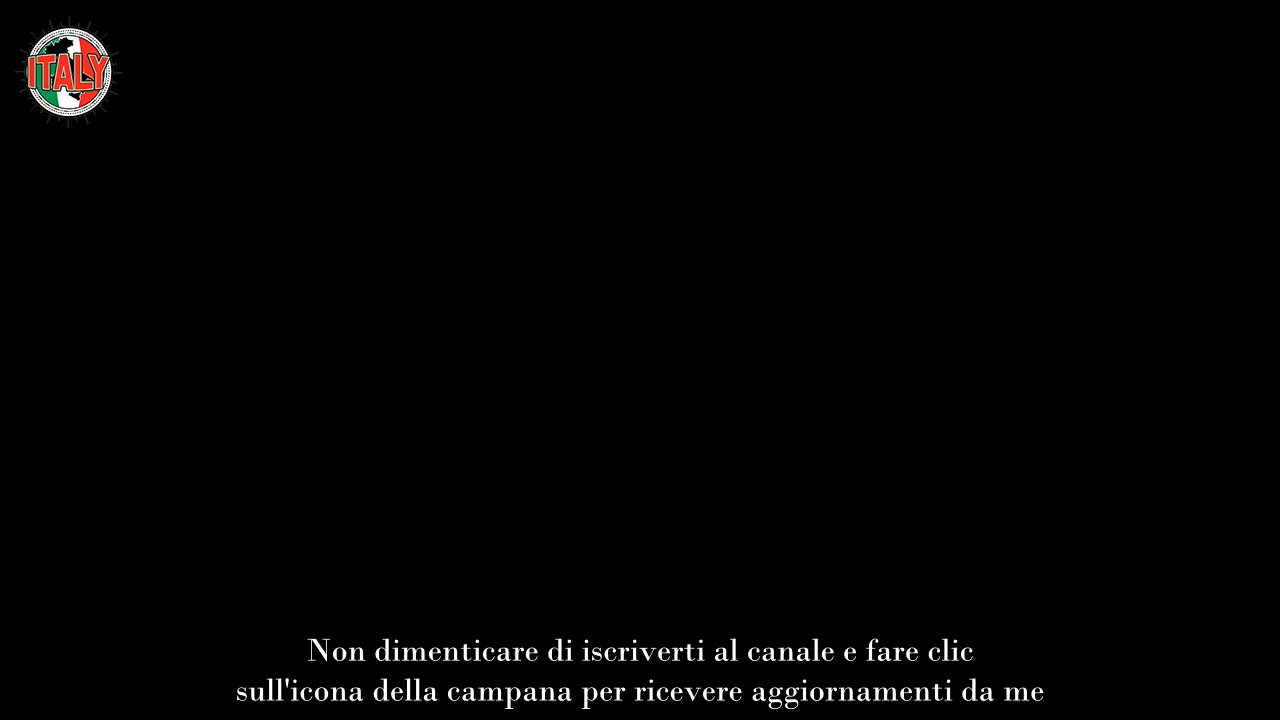 ITALY
Non dimenticare di iscriverti al canale e fare clic
sull'icona della campana per ricevere aggiornamenti da me